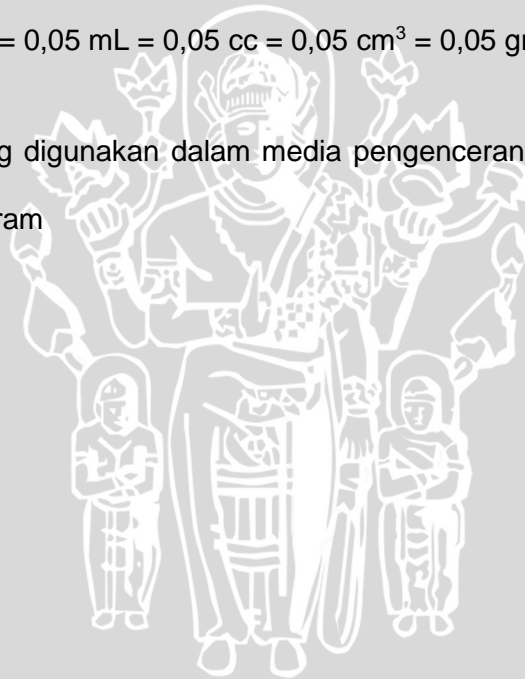 = 0,05 mL = 0,05 cc = 0,05 cm³ = 0,05 gr
g digunakan dalam media pengenceran
ram